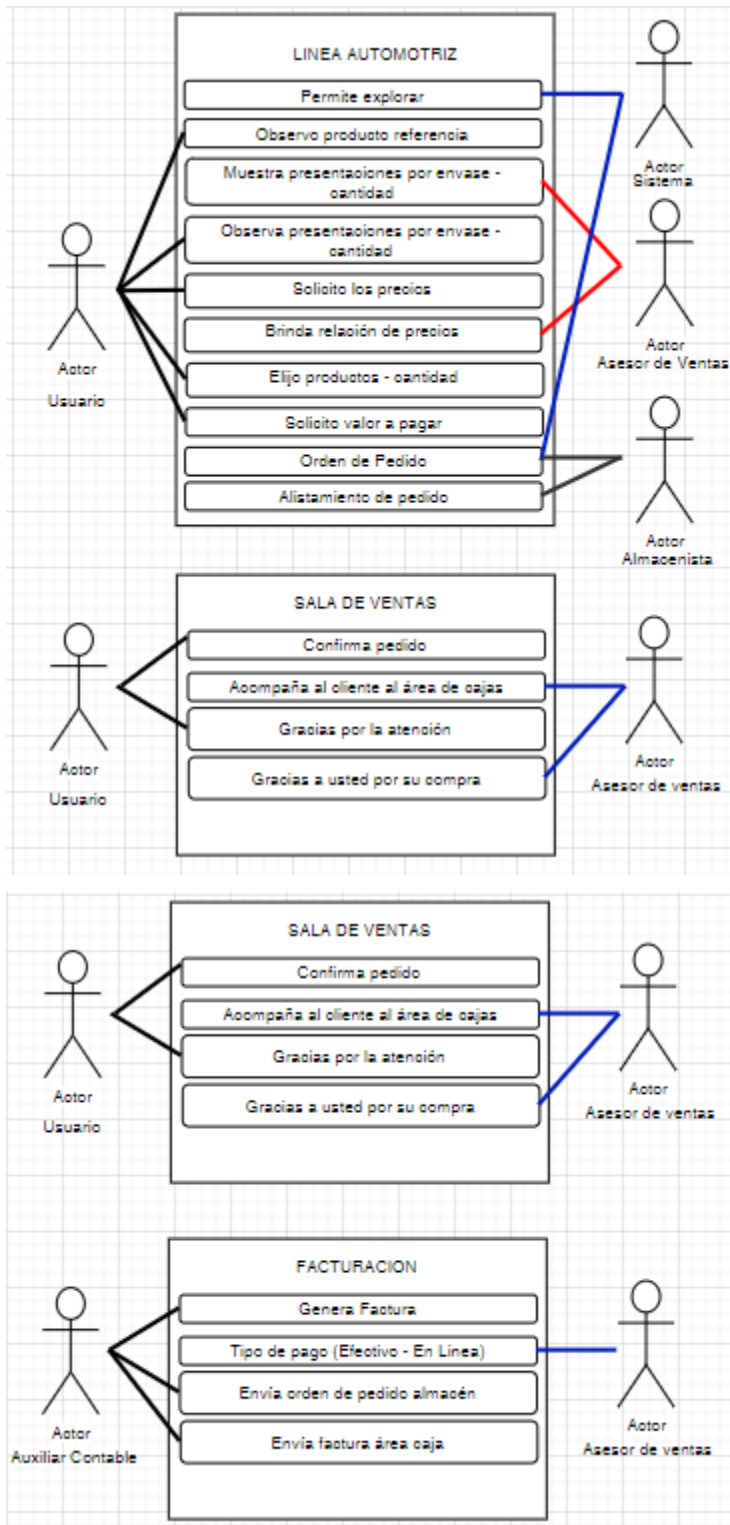 LINEA AUTOMOTRIZ
Permite explorar
Observo producto referencia
Muestra presentaciones por envase -
cantidad
Observa presentaciones por envase -
cantidad
Solicito los precios
Brinda relación de precios
Elijo productos - cantidad
Solicito valor a pagar
Orden de Pedido
Alistamiento de pedido
Actor
Usuario
Actor
Sistema
Actor
Asesor de Ventas
Actor
Almacenista
SALA DE VENTAS
Confirma pedido
Acompaña al cliente al área de cajas
Gracias por la atención
Gracias a usted por su compra
Actor
Usuario
Actor
Asesor de ventas
SALA DE VENTAS
Confirma pedido
Acompaña al cliente al área de cajas
Gracias por la atención
Gracias a usted por su compra
Actor
Usuario
Actor
Asesor de ventas
FACTURACION
Genera Factura
Tipo de pago (Efectivo - En Linea)
Envía orden de pedido almacén
Envía factura área caja
Actor
Auxiliar Contable
Actor
Asesor de ventas